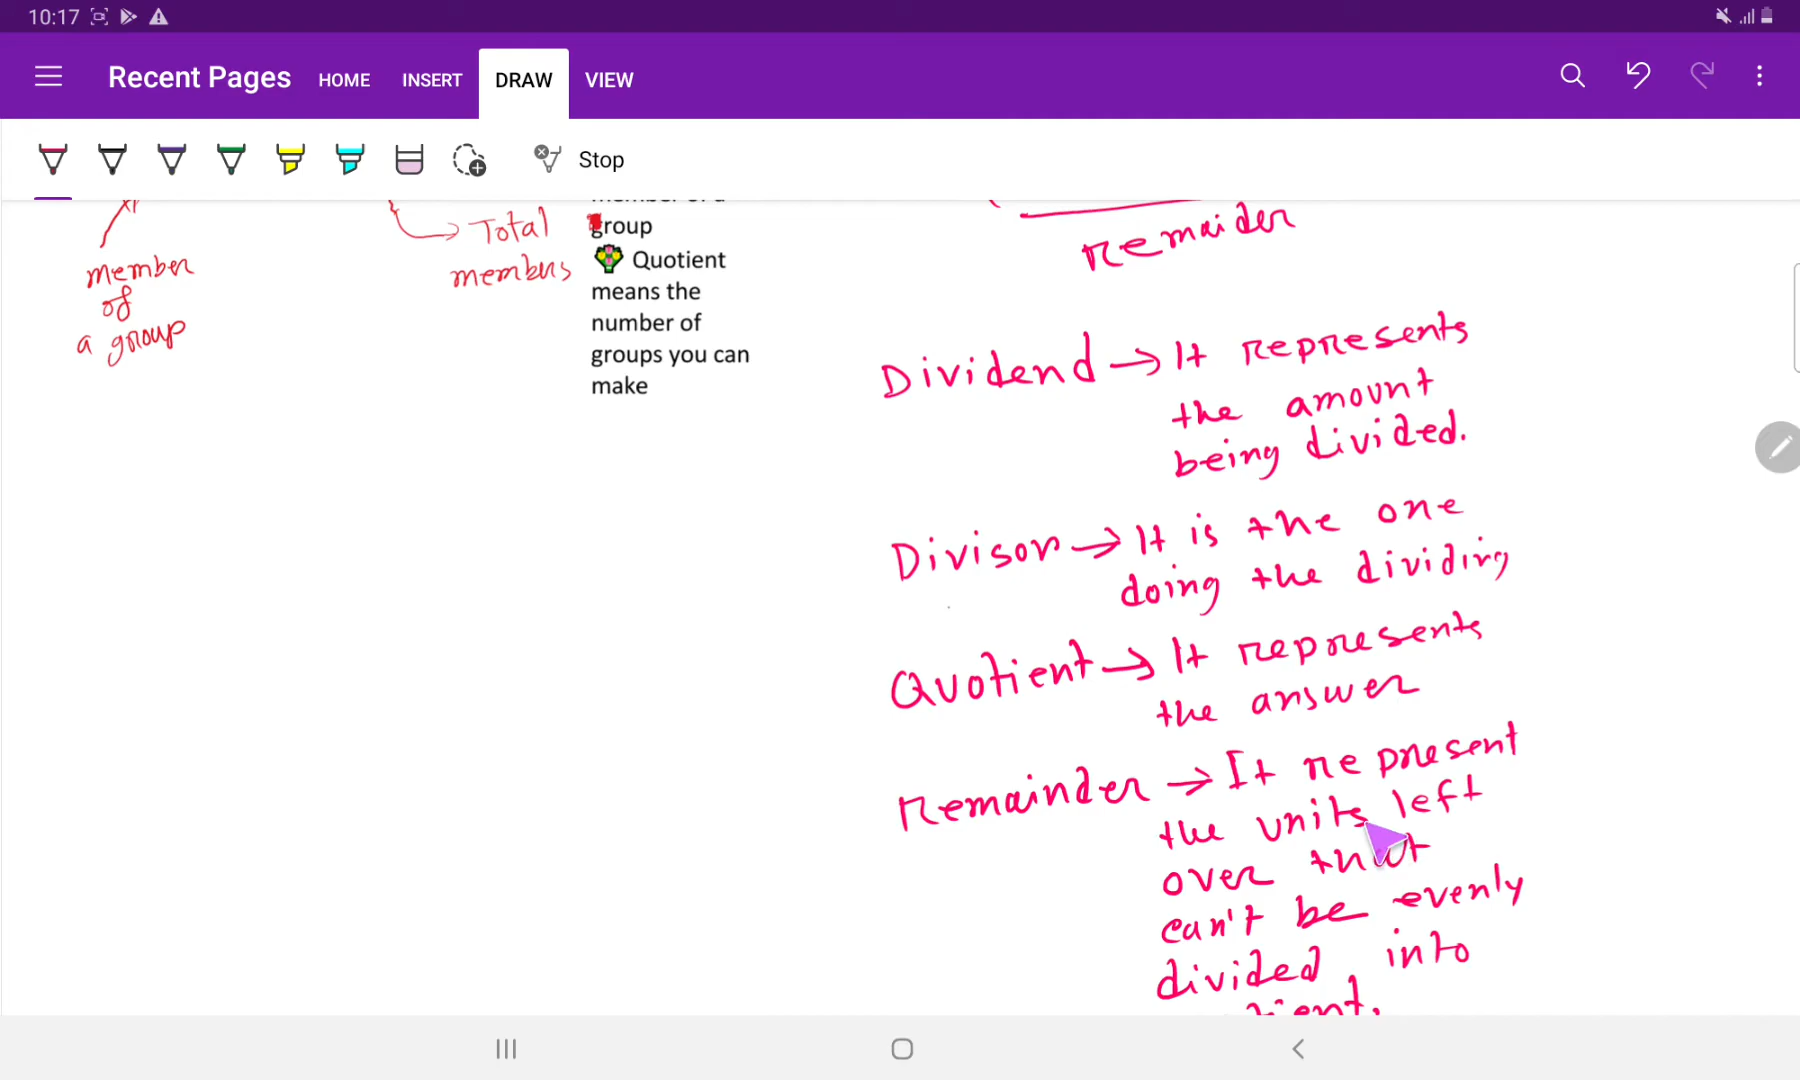 10:17
Recent Pages HOME INSERT DRAW VIEW
Stop
member
of
a group
Total
members
member of a
group
Quotient
means the
number of
groups you can
make
remaider
Dividend → It represents
the amount
being divided.
Divisor → It is the one
doing the dividing
Quotient → It represents
the answer
Remainder → It represent
the units left
over that
can't be evenly
divided into